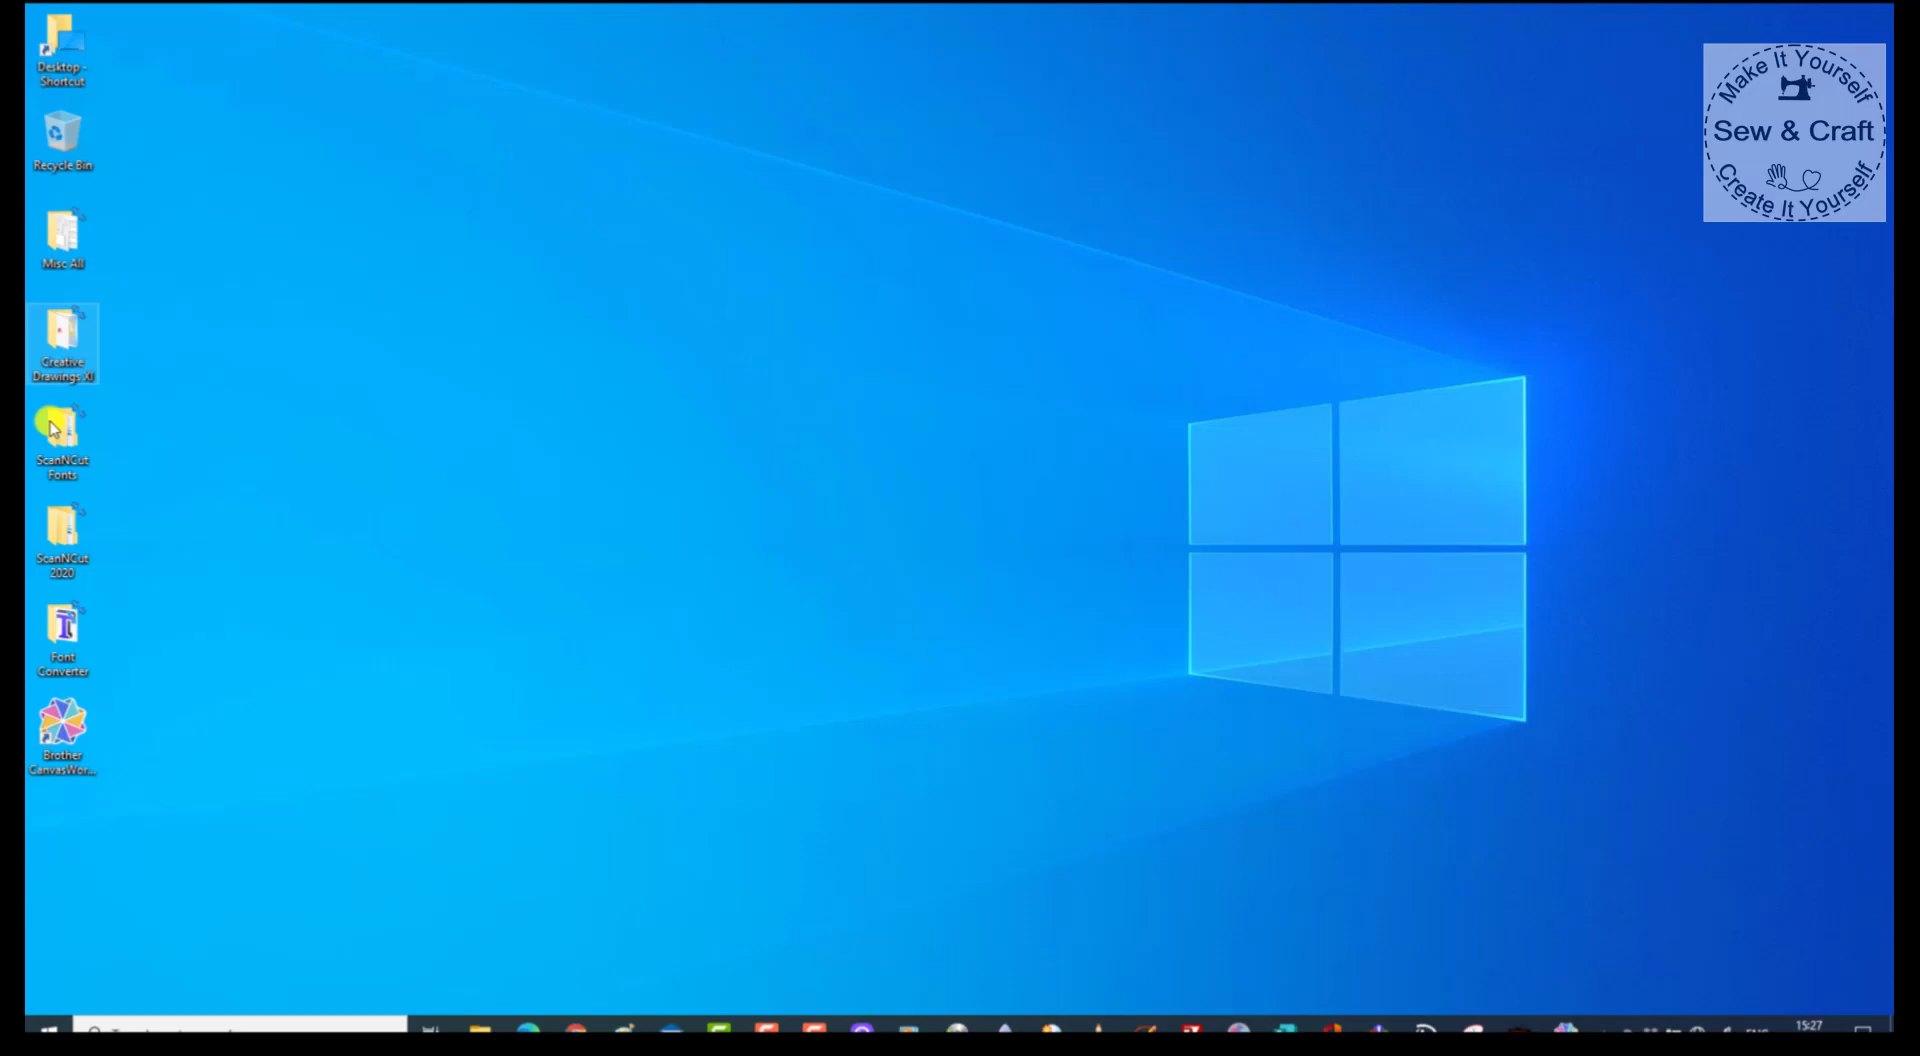 Desktop -
Shortcut
Recycle Bin
Misc All
Creative
Drawings XI
ScanNCut
Fonts
ScanNCut
2020
Font
Converter
Brother
CanvasWor...
Make It Yourself
Sew & Craft
Create It Yourself
15:27